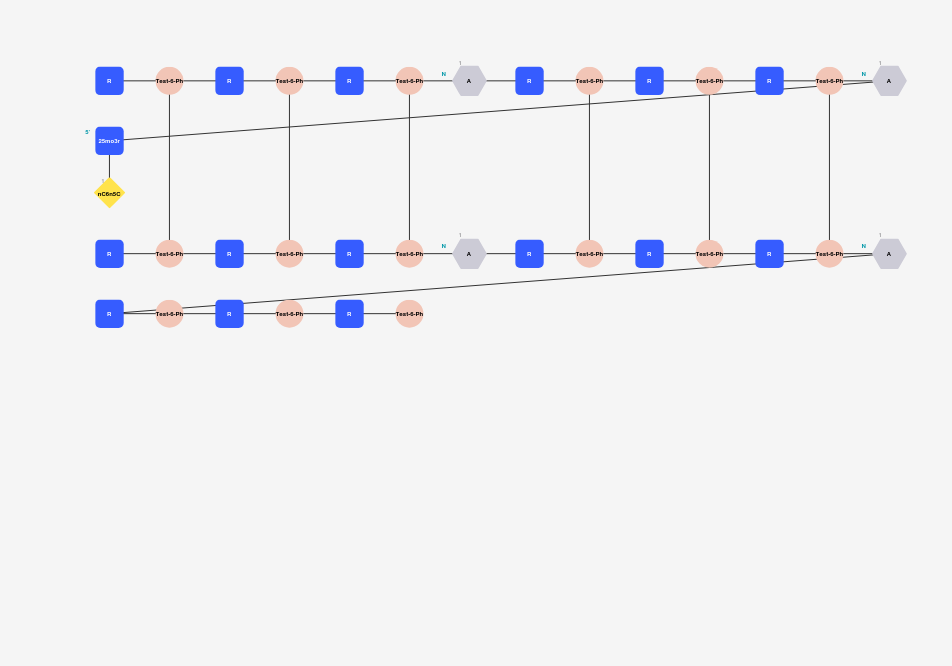 1 1
N N
R Test-6-Ph R Test-6-Ph R Test-6-Ph A R Test-6-Ph R Test-6-Ph R Test-6-Ph A
5'
25mo3r
1
nC6n5C
1 1
N N
R Test-6-Ph R Test-6-Ph R Test-6-Ph A R Test-6-Ph R Test-6-Ph R Test-6-Ph A
R Test-6-Ph R Test-6-Ph R Test-6-Ph